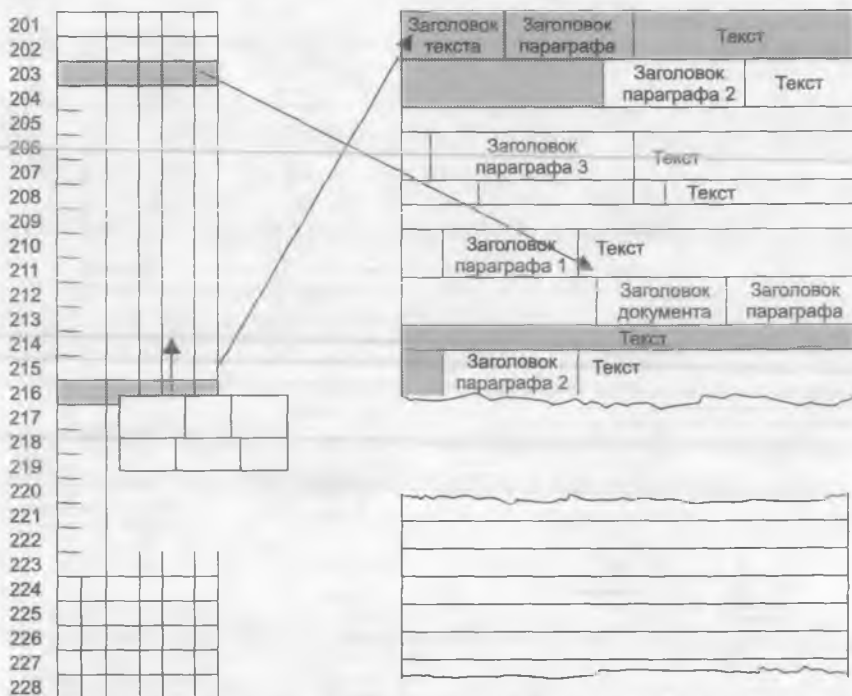 201
202
203
204
205
206
207
208
209
210
211
212
213
214
215
216
217
218
219
220
221
222
223
224
225
226
227
228
Заголовок текста
Заголовок параграфа
Текст
Заголовок параграфа 2
Текст
Заголовок параграфа 3
Текст
Текст
Заголовок параграфа 1
Текст
Заголовок документа
Заголовок параграфа
Текст
Заголовок параграфа 2
Текст